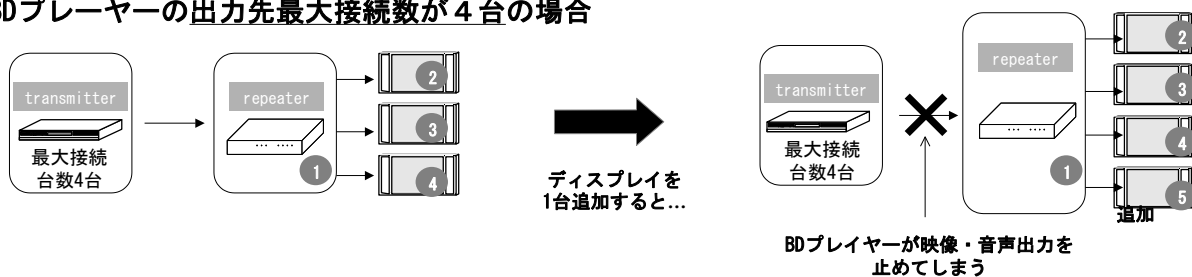 BDプレーヤーの出力先最大接続数が４台の場合
transmitter
最大接続
台数4台
repeater
1
2
3
4
ディスプレイを
1台追加すると…
transmitter
最大接続
台数4台
repeater
1
2
3
4
5
追加
BDプレイヤーが映像・音声出力を
止めてしまう